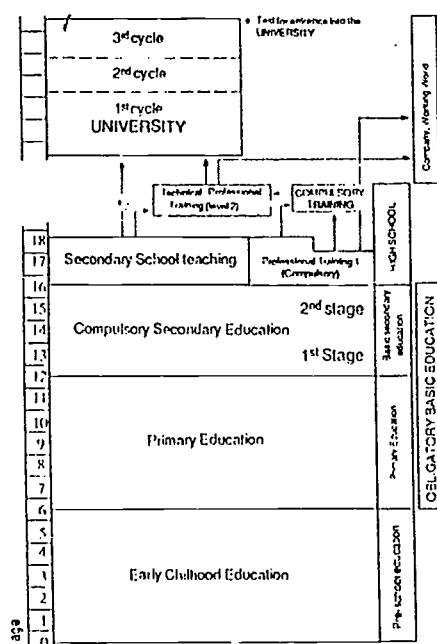 3rd cycle
2nd cycle
1st cycle
UNIVERSITY
Test for entrance into the
UNIVERSITY
Company, Working Word
Technical-Professional
Training (level 2)
COMPULSORY
TRAINING
HIGH SCHOOL
18
17
16
15
14
13
12
11
10
9
8
7
6
5
4
3
2
1
0
age
Secondary School teaching
Professional Training 1
(Compulsory)
2nd stage
Compulsory Secondary Education
1st Stage
Basic secondary
education
OBLIGATORY BASIC EDUCATION
Primary Education
Primary Education
Early Chilhood Education
Pre-school education